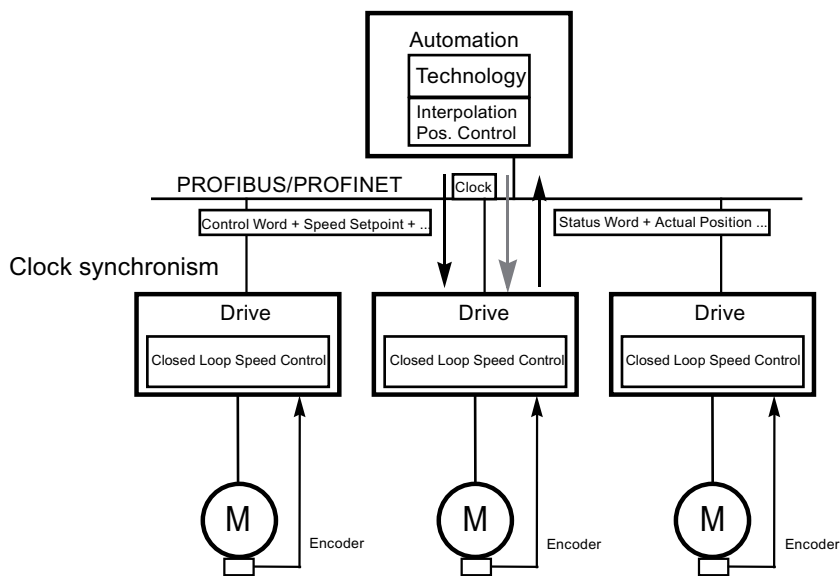 Automation
Technology
Interpolation
Pos. Control
PROFIBUS/PROFINET
Clock
Control Word + Speed Setpoint + ...
Status Word + Actual Position ...
Clock synchronism
Drive
Closed Loop Speed Control
Drive
Closed Loop Speed Control
Drive
Closed Loop Speed Control
M
Encoder
M
Encoder
M
Encoder